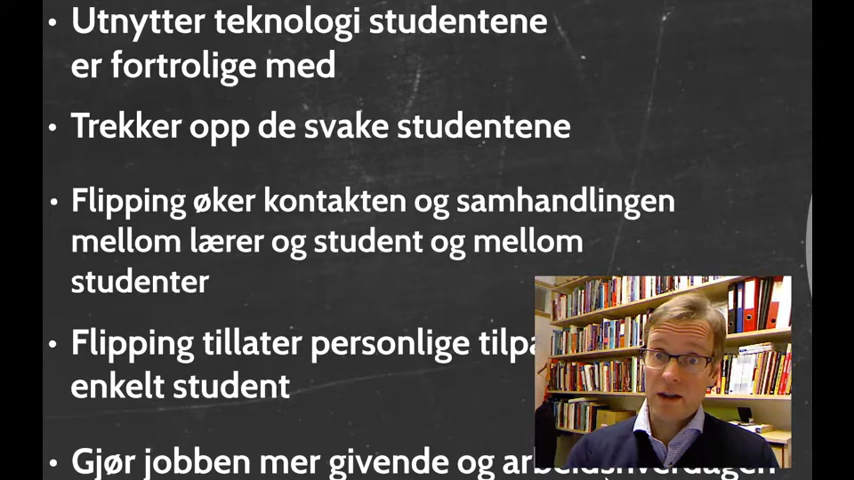 • Utnytter teknologi studentene
er fortrolige med
• Trekker opp de svake studentene
• Flipping øker kontakten og samhandlingen
mellom lærer og student og mellom
studenter
• Flipping tillater personlige
enkelt student
• Gjør jobben mer givende og